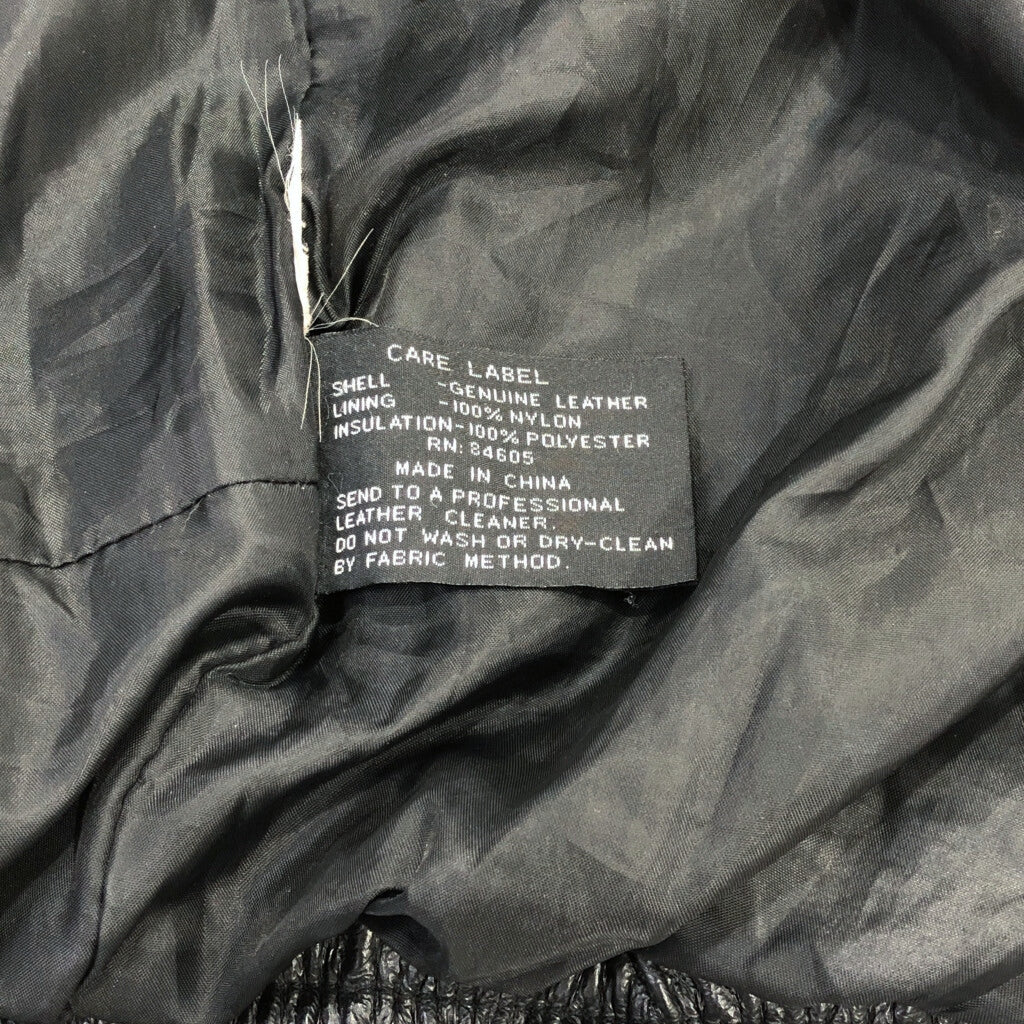 CARE LABEL
SHELL -GENUINE LEATHER
LINING -100% NYLON
INSULATION-100% POLYESTER
RN: 84605
MADE IN CHINA
SEND TO A PROFESSIONAL
LEATHER CLEANER.
DO NOT WASH OR DRY-CLEAN
BY FABRIC METHOD.